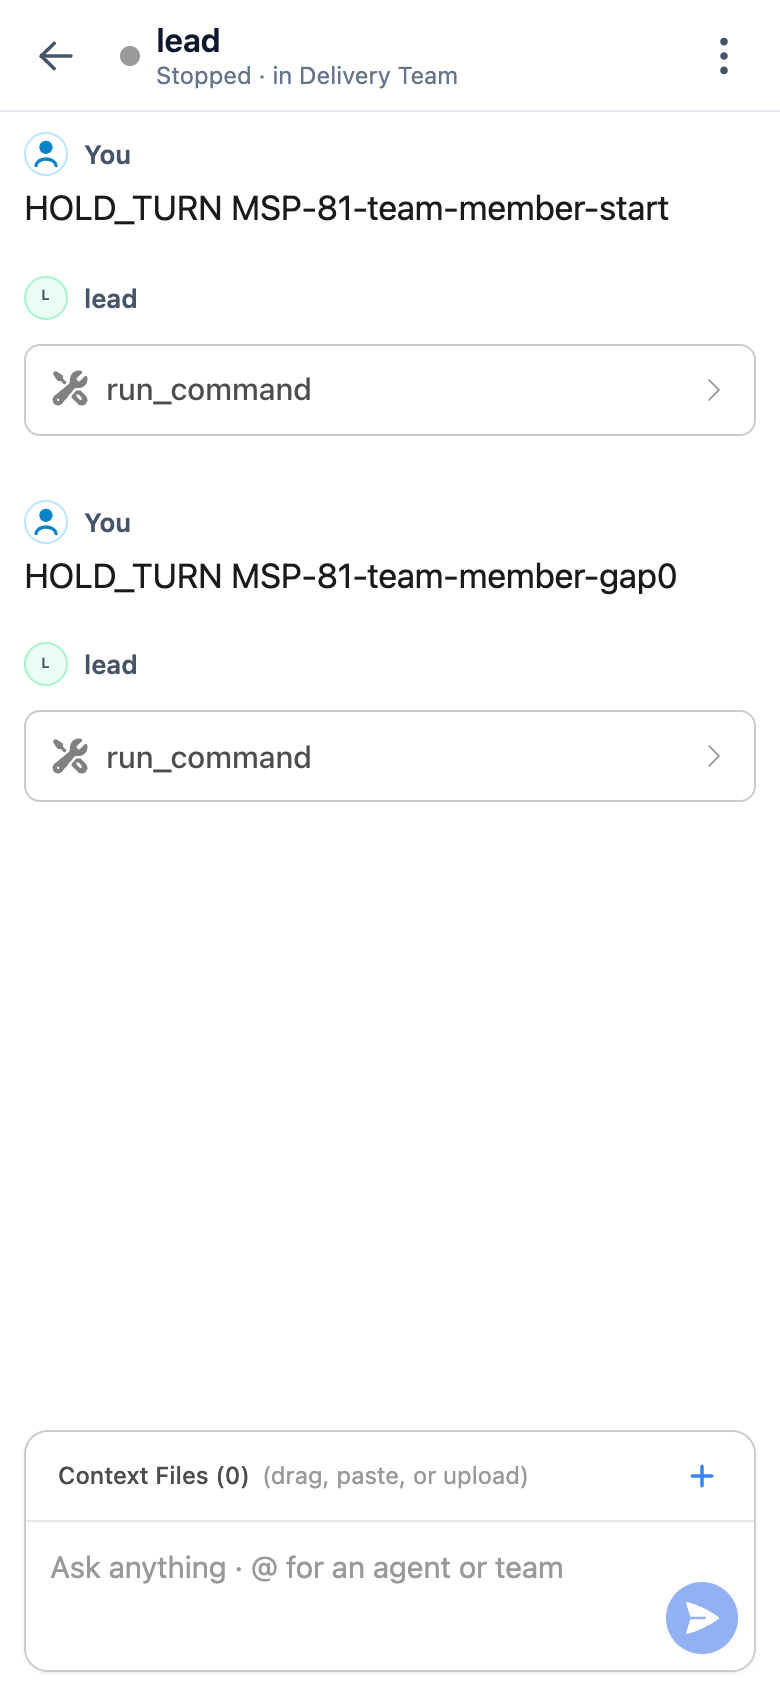 lead
Stopped · in Delivery Team
You
HOLD_TURN MSP-81-team-member-start
L
lead
run_command
You
HOLD_TURN MSP-81-team-member-gap0
L
lead
run_command
Context Files (0) (drag, paste, or upload)
Ask anything · @ for an agent or team